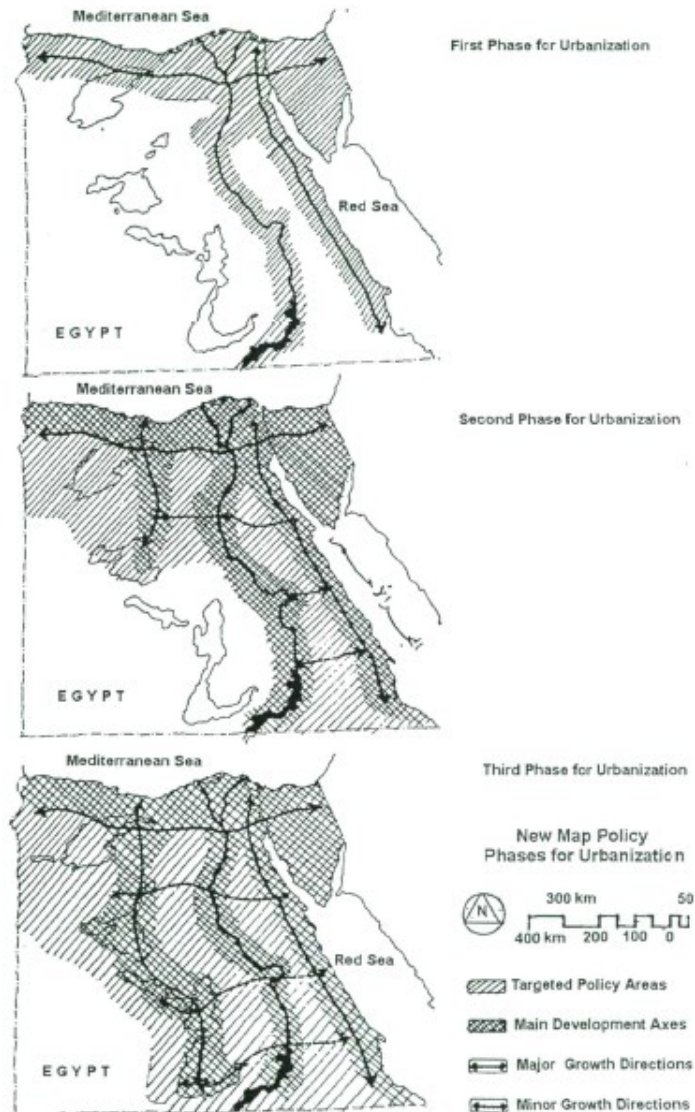 Mediterranean Sea
First Phase for Urbanization
Red Sea
EGYPT
Mediterranean Sea
Second Phase for Urbanization
EGYPT
Mediterranean Sea
Third Phase for Urbanization
New Map Policy
Phases for Urbanization
N
300 km 50
400 km 200 100 0
Red Sea
Targeted Policy Areas
Main Development Axes
EGYPT
Major Growth Directions
Minor Growth Directions